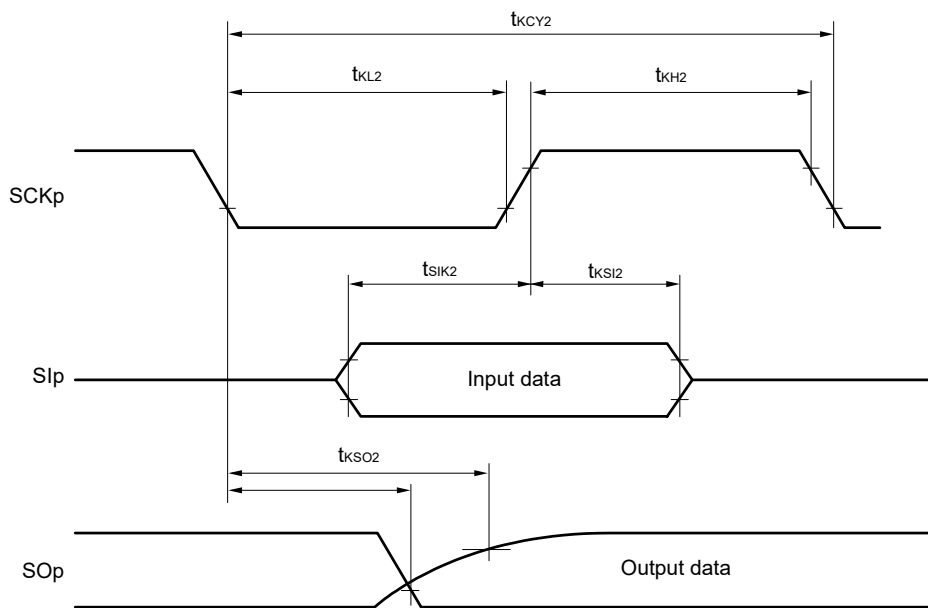 tKCY2
tKL2
tKH2
SCKp
tSIK2
tKSI2
SIp
Input data
tKSO2
SOp
Output data